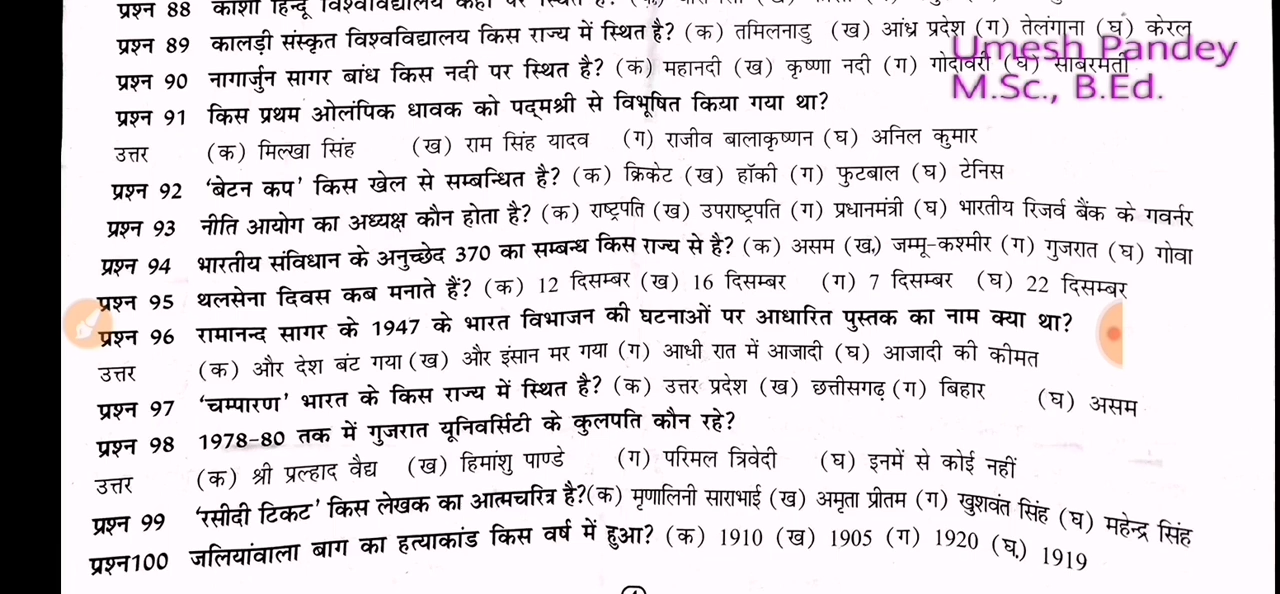 प्रश्न 88 काशी हिन्दू विश्वविद्यालय कहाँ पर स्थित है?
प्रश्न 89 कालड़ी संस्कृत विश्वविद्यालय किस राज्य में स्थित है? (क) तमिलनाडु (ख) आंध्र प्रदेश (ग) तेलंगाना (घ) केरल
Umesh Pandey
प्रश्न 90 नागार्जुन सागर बांध किस नदी पर स्थित है? (क) महानदी (ख) कृष्णा नदी (ग) गोदावरी (घ) साबरमती
M.Sc., B.Ed.
प्रश्न 91 किस प्रथम ओलंपिक धावक को पद्मश्री से विभूषित किया गया था?
उत्तर (क) मिल्खा सिंह (ख) राम सिंह यादव (ग) राजीव बालाकृष्णन (घ) अनिल कुमार
प्रश्न 92 'बेटन कप' किस खेल से सम्बन्धित है? (क) क्रिकेट (ख) हॉकी (ग) फुटबाल (घ) टेनिस
प्रश्न 93 नीति आयोग का अध्यक्ष कौन होता है? (क) राष्ट्रपति (ख) उपराष्ट्रपति (ग) प्रधानमंत्री (घ) भारतीय रिजर्व बैंक के गवर्नर
प्रश्न 94 भारतीय संविधान के अनुच्छेद 370 का सम्बन्ध किस राज्य से है? (क) असम (ख.) जम्मू-कश्मीर (ग) गुजरात (घ) गोवा
प्रश्न 95 थलसेना दिवस कब मनाते हैं? (क) 12 दिसम्बर (ख) 16 दिसम्बर (ग) 7 दिसम्बर (घ) 22 दिसम्बर
प्रश्न 96 रामानन्द सागर के 1947 के भारत विभाजन की घटनाओं पर आधारित पुस्तक का नाम क्या था?
उत्तर (क) और देश बंट गया (ख) और इंसान मर गया (ग) आधी रात में आजादी (घ) आजादी की कीमत
प्रश्न 97 'चम्पारण' भारत के किस राज्य में स्थित है? (क) उत्तर प्रदेश (ख) छत्तीसगढ़ (ग) बिहार (घ) असम
प्रश्न 98 1978-80 तक में गुजरात यूनिवर्सिटी के कुलपति कौन रहे?
उत्तर (क) श्री प्रल्हाद वैद्य (ख) हिमांशु पाण्डे (ग) परिमल त्रिवेदी (घ) इनमें से कोई नहीं
प्रश्न 99 'रसीदी टिकट' किस लेखक का आत्मचरित्र है?(क) मृणालिनी साराभाई (ख) अमृता प्रीतम (ग) खुशवंत सिंह (घ) महेन्द्र सिंह
प्रश्न100 जलियांवाला बाग का हत्याकांड किस वर्ष में हुआ? (क) 1910 (ख) 1905 (ग) 1920 (घ.) 1919